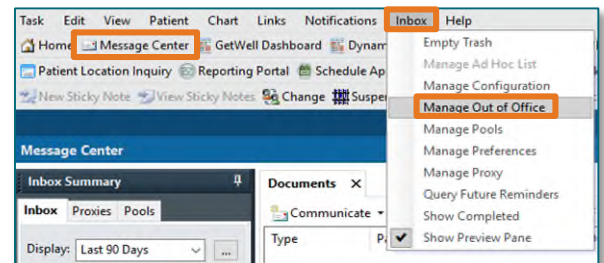 Task Edit View Patient Chart Links Notifications Inbox Help
Home Message Center GetWell Dashboard Dynam
Patient Location Inquiry Reporting Portal Schedule Ap
New Sticky Note View Sticky Notes Change Suspe
Empty Trash
Manage Ad Hoc List
Manage Configuration
Manage Out of Office
Manage Pools
Manage Preferences
Manage Proxy
Query Future Reminders
Show Completed
Show Preview Pane
Message Center
Inbox Summary
Inbox Proxies Pools
Display: Last 90 Days ...
Documents ×
Communicate
Type Pa